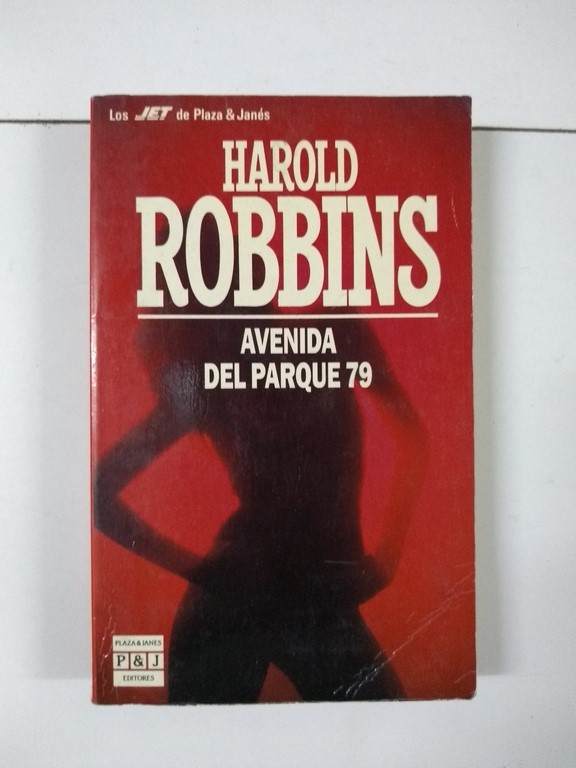 Los JET de Plaza & Janés
HAROLD
ROBBINS
AVENIDA
DEL PARQUE 79
PLAZA & JANES
P & J
EDITORES